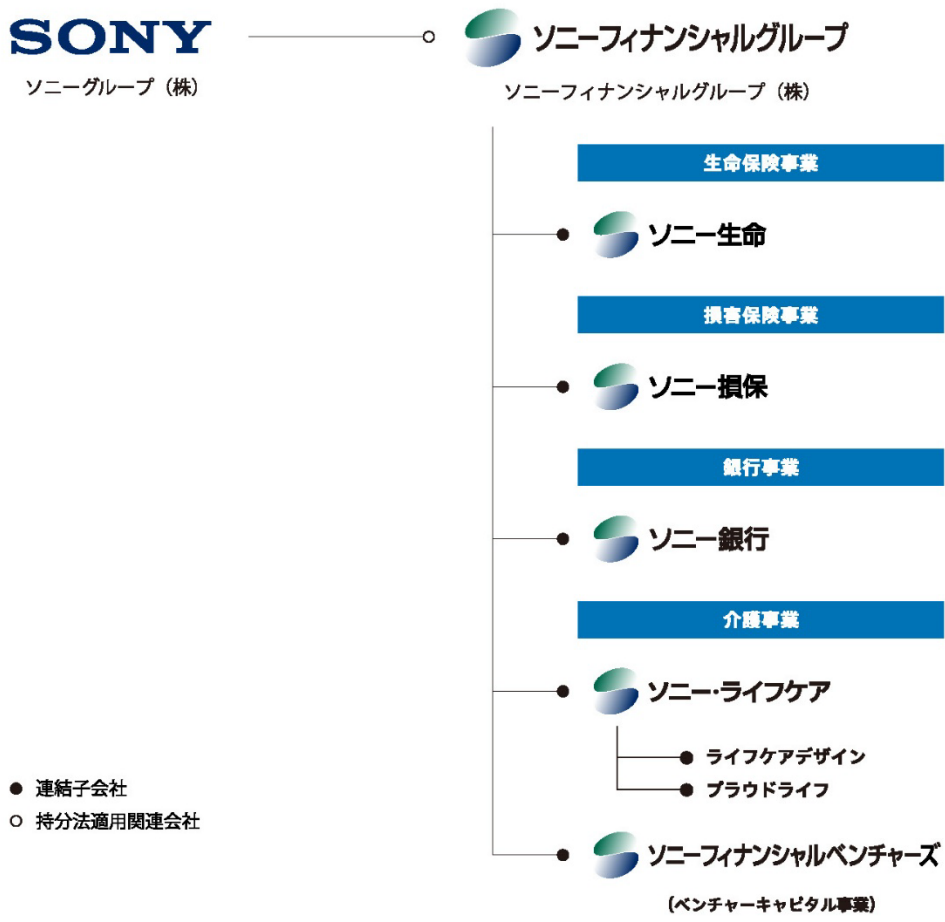 SONY
ソニーグループ（株）
ソニーフィナンシャルグループ
ソニーフィナンシャルグループ（株）
生命保険事業
ソニー生命
損害保険事業
ソニー損保
銀行事業
ソニー銀行
介護事業
ソニー・ライフケア
ライフケアデザイン
プラウドライフ
● 連結子会社
○ 持分法適用関連会社
ソニーフィナンシャルベンチャーズ
（ベンチャーキャピタル事業）